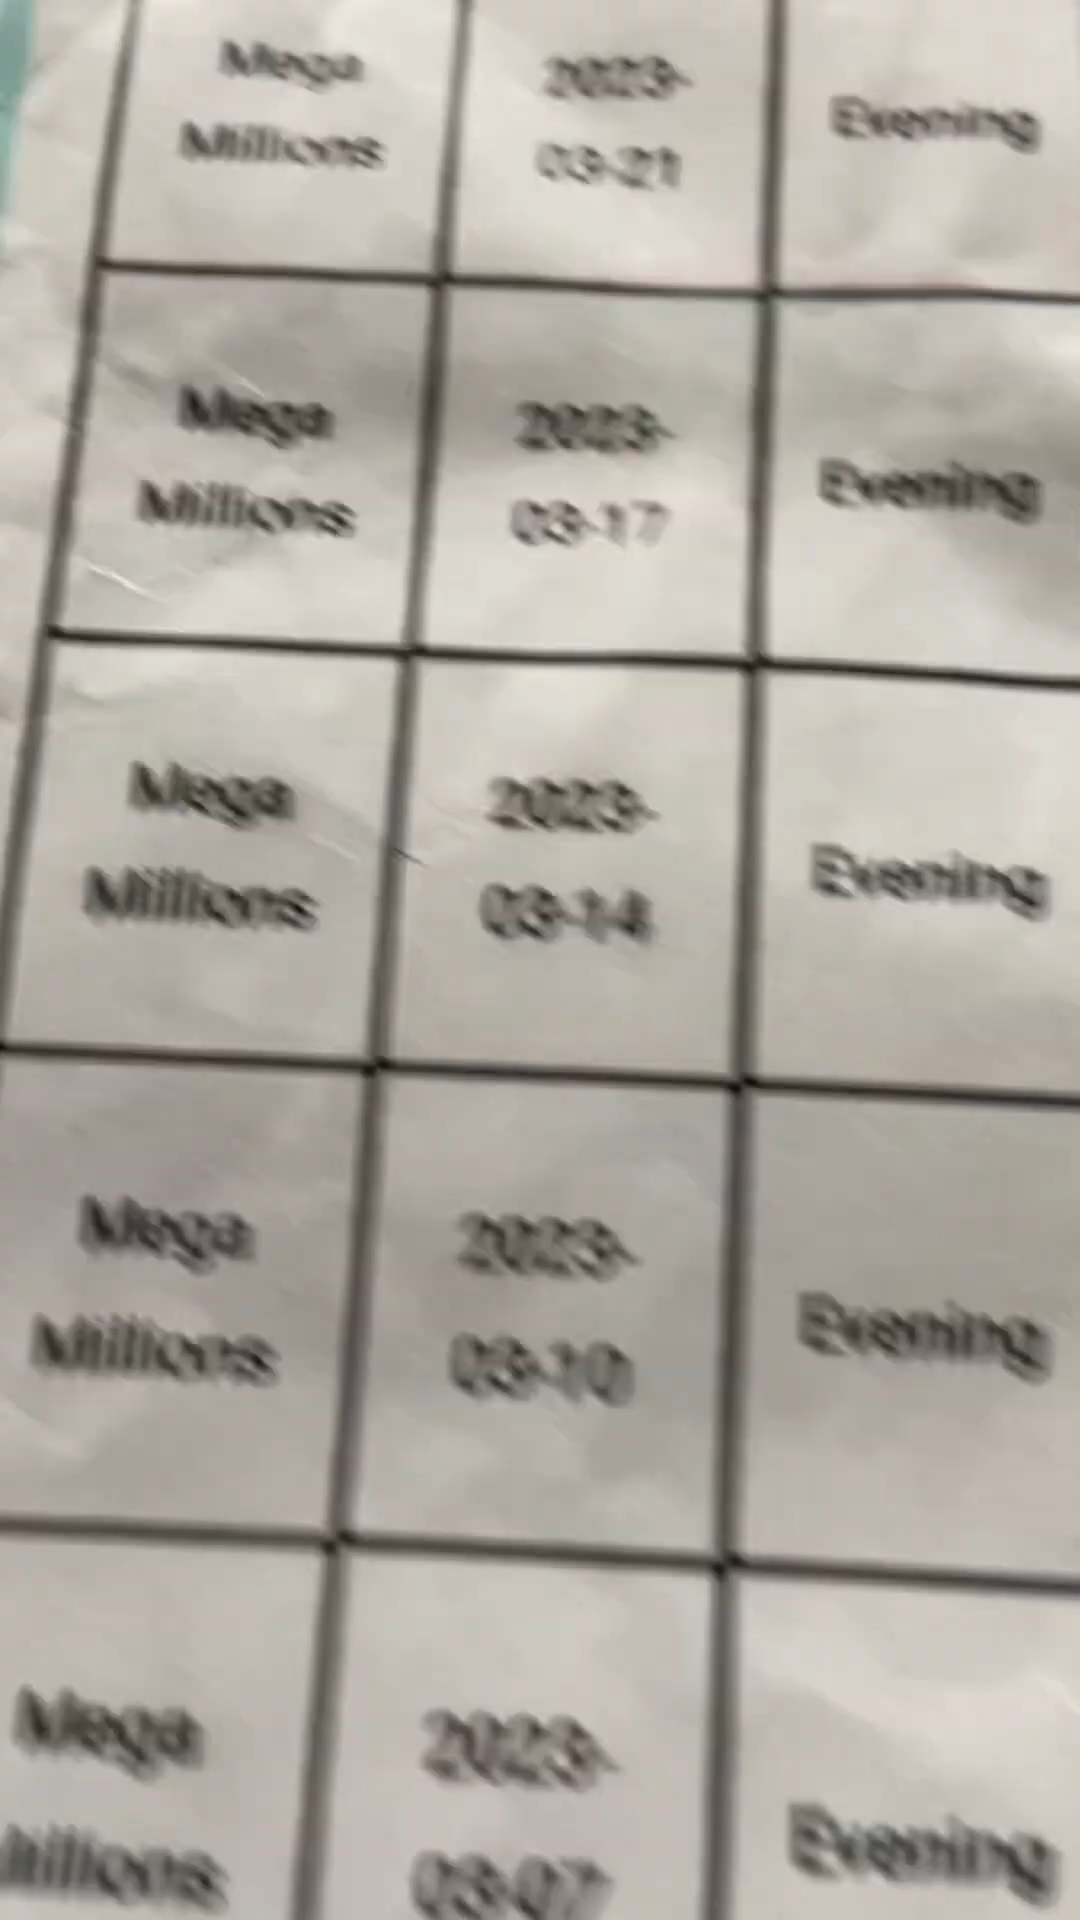 Mega
Millions
2023-
03-21
Evening
Mega
Millions
2023-
03-17
Evening
Mega
Millions
2023-
03-14
Evening
Mega
Millions
2023-
03-10
Evening
Mega
Millions
2023-
03-07
Evening